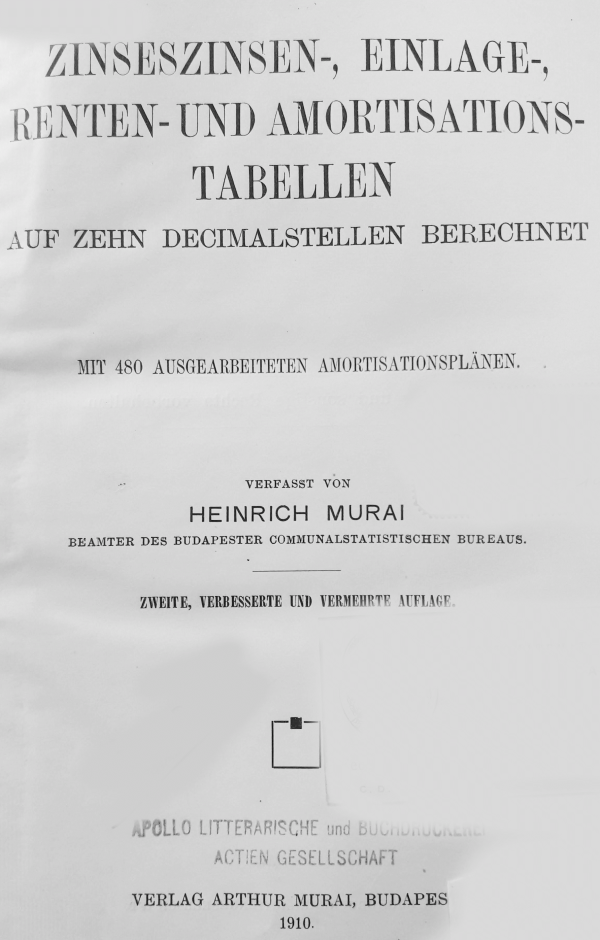 ZINSESZINSEN-, EINLAGE-,
RENTEN- UND AMORTISATIONS-
TABELLEN
AUF ZEHN DECIMALSTELLEN BERECHNET
MIT 480 AUSGEARBEITETEN AMORTISATIONSPLÄNEN.
VERFASST VON
HEINRICH MURAI
BEAMTER DES BUDAPESTER COMMUNALSTATISTISCHEN BUREAUS.
ZWEITE, VERBESSERTE UND VERMEHRTE AUFLAGE.
APOLLO LITTERARISCHE und BUCHDRUCKEREI
ACTIEN GESELLSCHAFT
VERLAG ARTHUR MURAI, BUDAPES
1910.